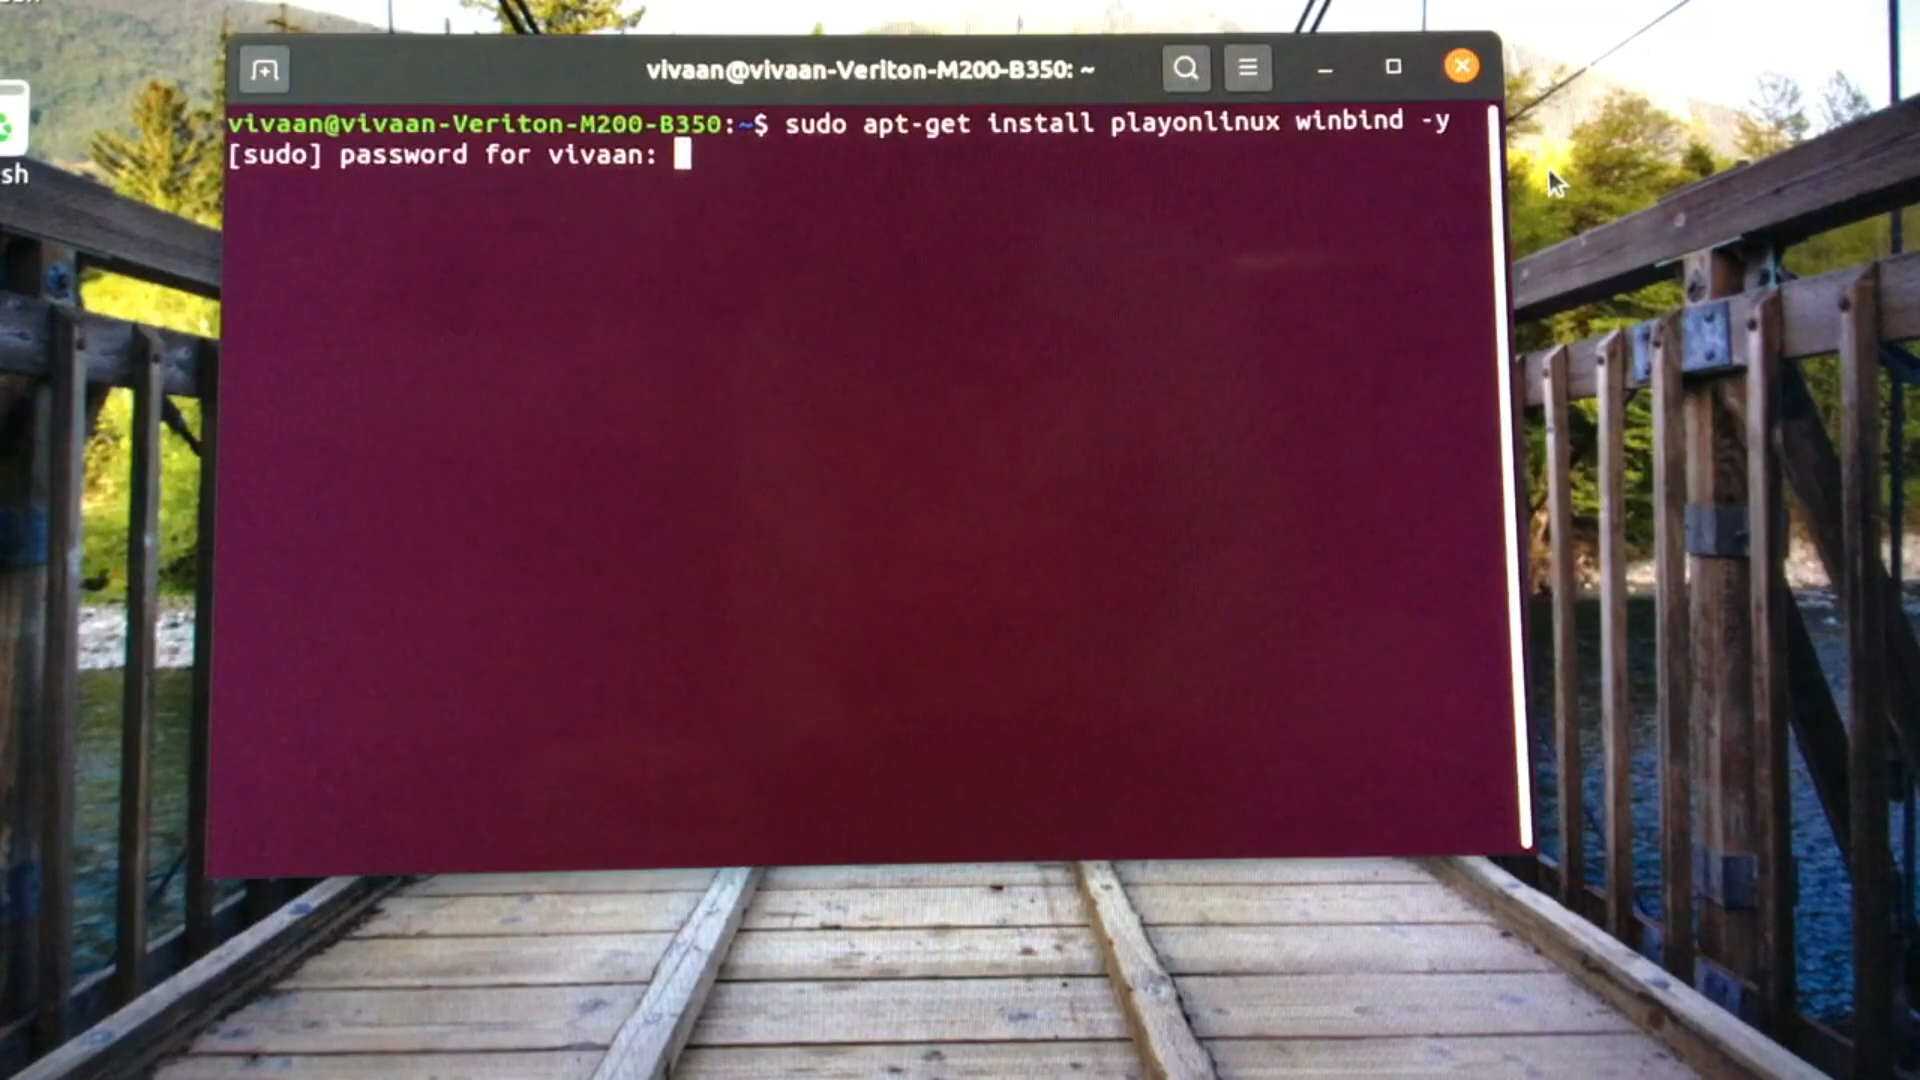 vivaan@vivaan-Veriton-M200-B350: ~
vivaan@vivaan-Veriton-M200-B350:~$ sudo apt-get install playonlinux winbind -y
[sudo] password for vivaan:
sh